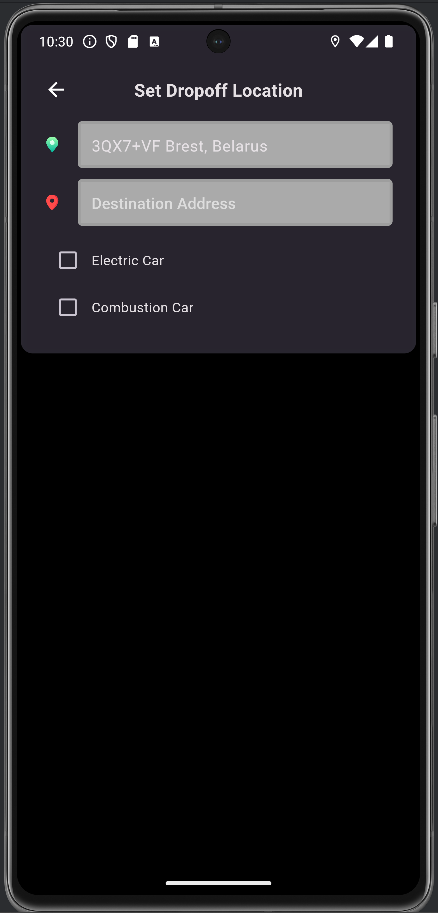 10:30
Set Dropoff Location
3QX7+VF Brest, Belarus
Destination Address
Electric Car
Combustion Car